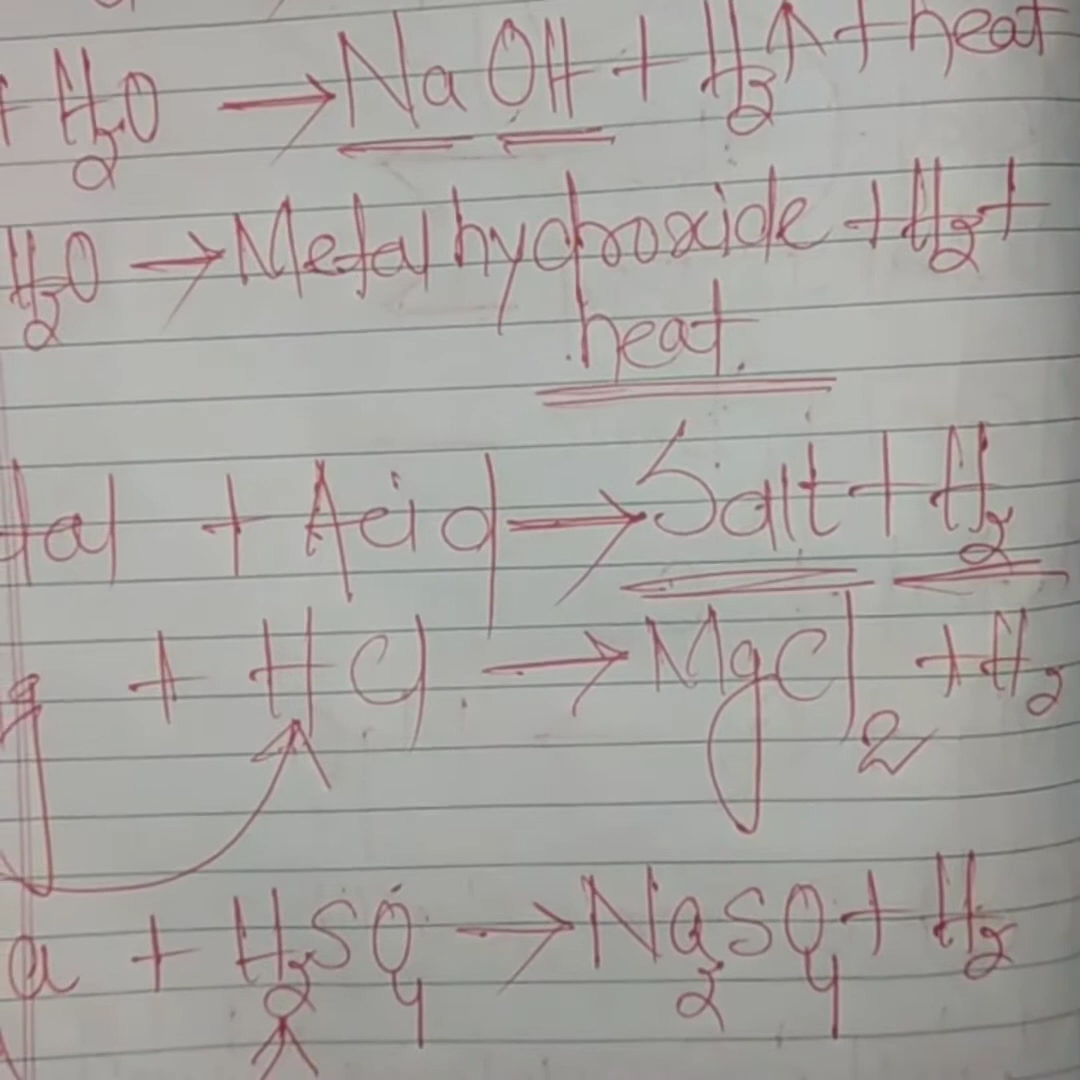 + H₂O → NaOH + H₂↑ + heat
H₂O → Metal hydroxide + H₂ +
heat.
tal + Acid → Salt + H₂
g + HCl → MgCl₂ + H₂
a + H₂SO₄ → Na₂SO₄ + H₂